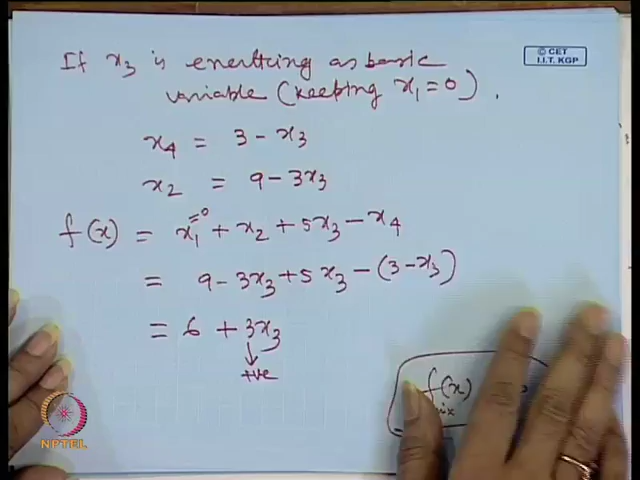 If x₃ is enertting as basic
variable (keeping x₁ = 0).
© CET
I.I.T. KGP
x₄ = 3 - x₃
x₂ = 9 - 3x₃
=0
f(x) = x₁ + x₂ + 5x₃ - x₄
= 9 - 3x₃ + 5x₃ - (3 - x₃)
= 6 + 3x₃
↓
+ve
f(x)
NPTEL